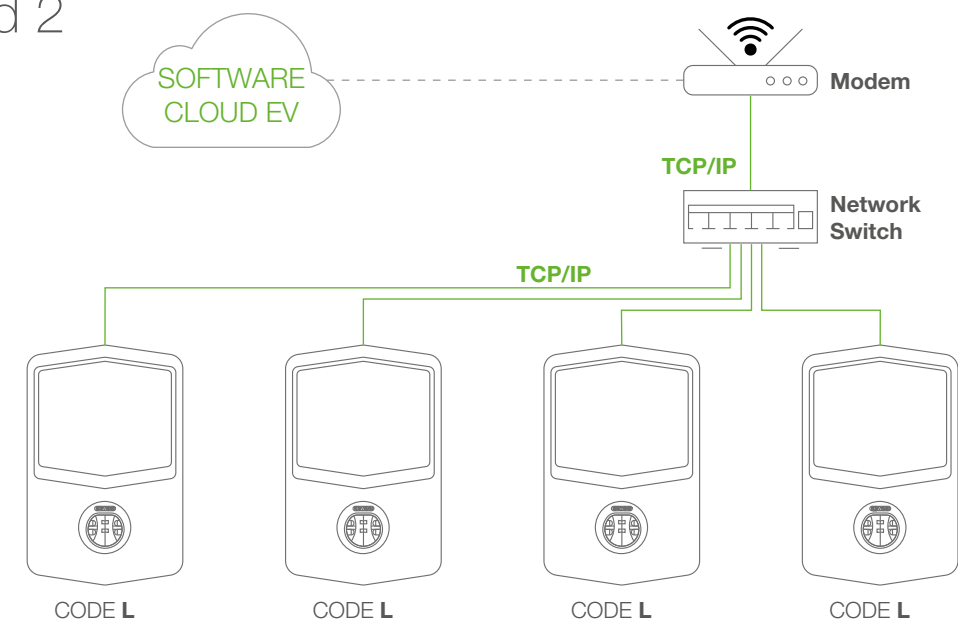 d 2
SOFTWARE
CLOUD EV
Modem
TCP/IP
Network
Switch
TCP/IP
CODE L
CODE L
CODE L
CODE L